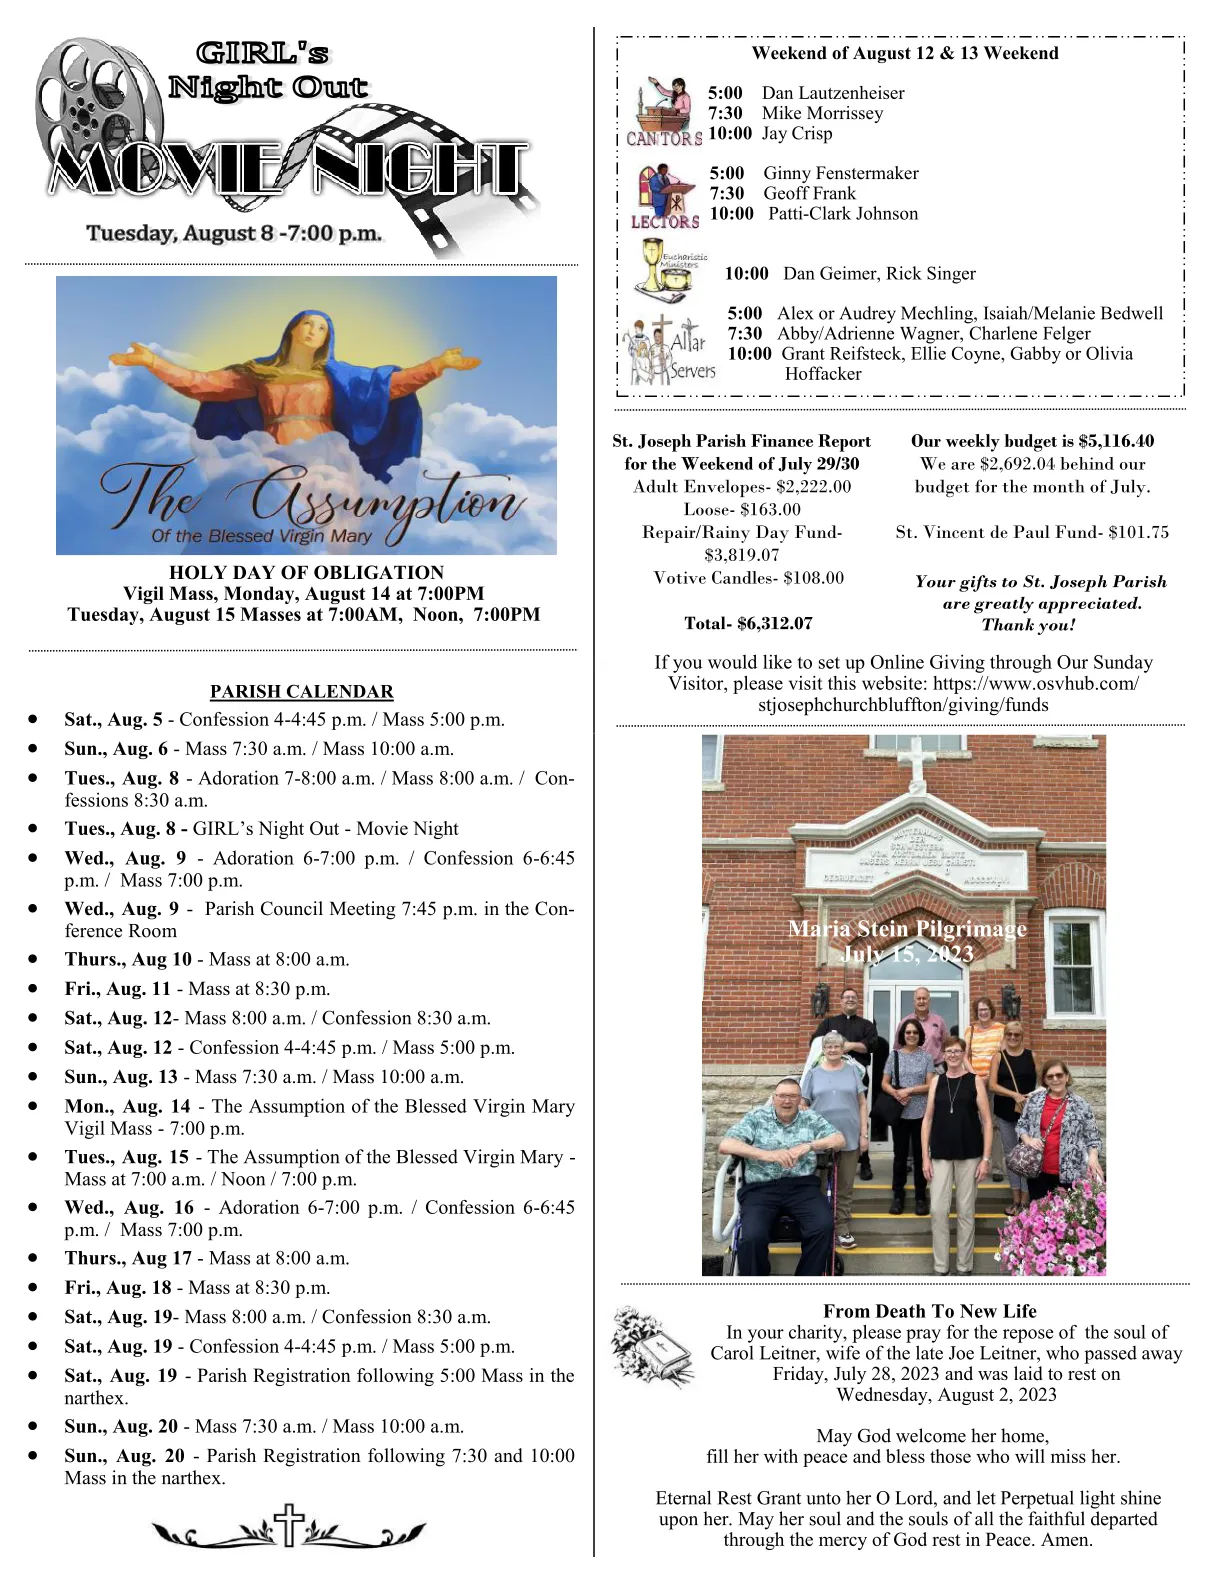 GIRL's
Night Out
MOVIE NIGHT
Tuesday, August 8 -7:00 p.m.
The Assumption
Of the Blessed Virgin Mary
HOLY DAY OF OBLIGATION
Vigil Mass, Monday, August 14 at 7:00PM
Tuesday, August 15 Masses at 7:00AM, Noon, 7:00PM
PARISH CALENDAR
• Sat., Aug. 5 - Confession 4-4:45 p.m. / Mass 5:00 p.m.
• Sun., Aug. 6 - Mass 7:30 a.m. / Mass 10:00 a.m.
• Tues., Aug. 8 - Adoration 7-8:00 a.m. / Mass 8:00 a.m. / Con-
fessions 8:30 a.m.
• Tues., Aug. 8 - GIRL’s Night Out - Movie Night
• Wed., Aug. 9 - Adoration 6-7:00 p.m. / Confession 6-6:45
p.m. / Mass 7:00 p.m.
• Wed., Aug. 9 - Parish Council Meeting 7:45 p.m. in the Con-
ference Room
• Thurs., Aug 10 - Mass at 8:00 a.m.
• Fri., Aug. 11 - Mass at 8:30 p.m.
• Sat., Aug. 12- Mass 8:00 a.m. / Confession 8:30 a.m.
• Sat., Aug. 12 - Confession 4-4:45 p.m. / Mass 5:00 p.m.
• Sun., Aug. 13 - Mass 7:30 a.m. / Mass 10:00 a.m.
• Mon., Aug. 14 - The Assumption of the Blessed Virgin Mary
Vigil Mass - 7:00 p.m.
• Tues., Aug. 15 - The Assumption of the Blessed Virgin Mary -
Mass at 7:00 a.m. / Noon / 7:00 p.m.
• Wed., Aug. 16 - Adoration 6-7:00 p.m. / Confession 6-6:45
p.m. / Mass 7:00 p.m.
• Thurs., Aug 17 - Mass at 8:00 a.m.
• Fri., Aug. 18 - Mass at 8:30 p.m.
• Sat., Aug. 19- Mass 8:00 a.m. / Confession 8:30 a.m.
• Sat., Aug. 19 - Confession 4-4:45 p.m. / Mass 5:00 p.m.
• Sat., Aug. 19 - Parish Registration following 5:00 Mass in the
narthex.
• Sun., Aug. 20 - Mass 7:30 a.m. / Mass 10:00 a.m.
• Sun., Aug. 20 - Parish Registration following 7:30 and 10:00
Mass in the narthex.
Weekend of August 12 & 13 Weekend
CANTORS
5:00 Dan Lautzenheiser
7:30 Mike Morrissey
10:00 Jay Crisp
LECTORS
5:00 Ginny Fenstermaker
7:30 Geoff Frank
10:00 Patti-Clark Johnson
Eucharistic
Ministers
10:00 Dan Geimer, Rick Singer
Altar
Servers
5:00 Alex or Audrey Mechling, Isaiah/Melanie Bedwell
7:30 Abby/Adrienne Wagner, Charlene Felger
10:00 Grant Reifsteck, Ellie Coyne, Gabby or Olivia
Hoffacker
St. Joseph Parish Finance Report
for the Weekend of July 29/30
Adult Envelopes- $2,222.00
Loose- $163.00
Repair/Rainy Day Fund-
$3,819.07
Votive Candles- $108.00
Total- $6,312.07
Our weekly budget is $5,116.40
We are $2,692.04 behind our
budget for the month of July.
St. Vincent de Paul Fund- $101.75
Your gifts to St. Joseph Parish
are greatly appreciated.
Thank you!
If you would like to set up Online Giving through Our Sunday
Visitor, please visit this website: https://www.osvhub.com/
stjosephchurchbluffton/giving/funds
MUTTERHAUS
DER
SCHWESTERN
Maria Stein Pilgrimage
July 15, 2023
From Death To New Life
In your charity, please pray for the repose of the soul of
Carol Leitner, wife of the late Joe Leitner, who passed away
Friday, July 28, 2023 and was laid to rest on
Wednesday, August 2, 2023
May God welcome her home,
fill her with peace and bless those who will miss her.
Eternal Rest Grant unto her O Lord, and let Perpetual light shine
upon her. May her soul and the souls of all the faithful departed
through the mercy of God rest in Peace. Amen.